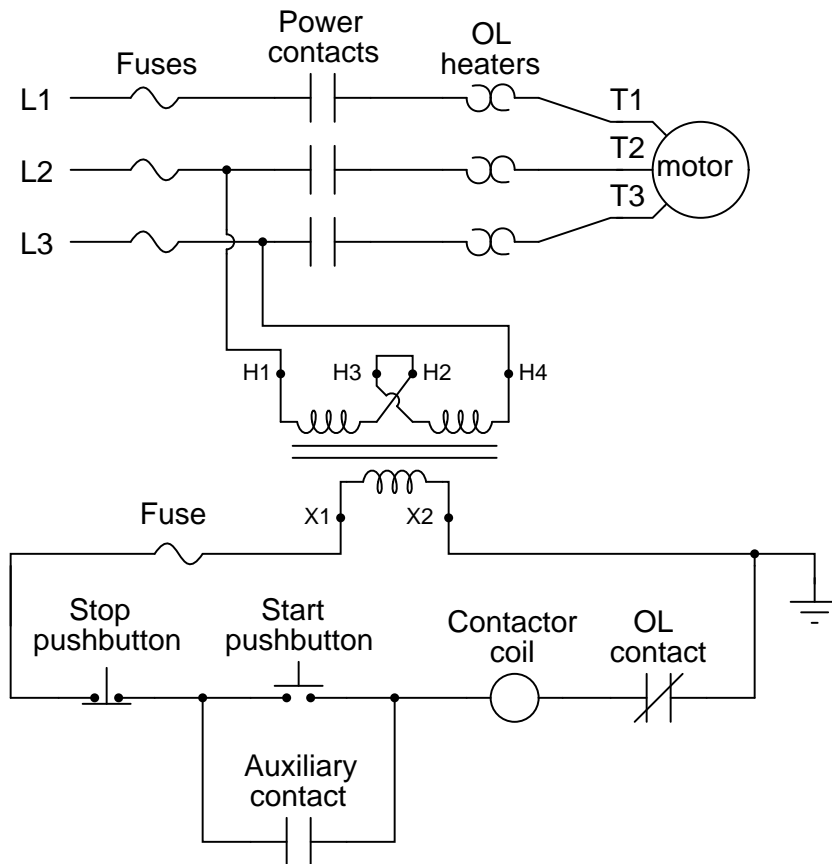 Power
contacts
OL
heaters
Fuses
L1
T1
L2
T2
motor
L3
T3
H1
H3
H2
H4
X1
X2
Fuse
Stop
pushbutton
Start
pushbutton
Contactor
coil
OL
contact
Auxiliary
contact